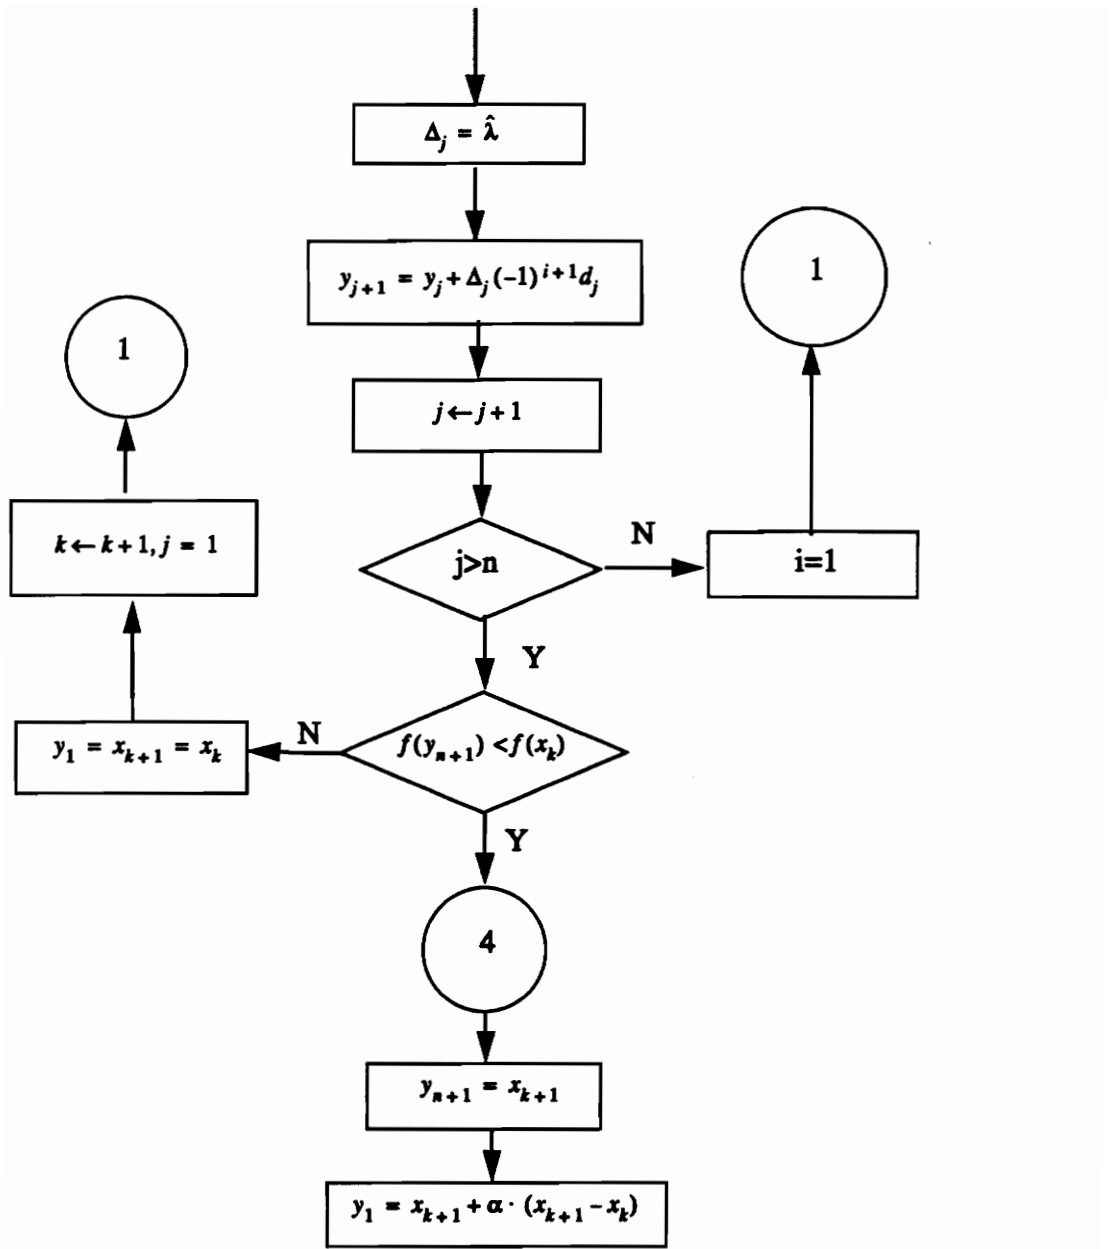 Δ_j = λ̂
y_{j+1} = y_j + Δ_j (-1)^{i+1} d_j
1
1
j ← j + 1
k ← k + 1, j = 1
N
j>n
i=1
Y
y_1 = x_{k+1} = x_k
N
f(y_{n+1}) < f(x_k)
Y
4
y_{n+1} = x_{k+1}
y_1 = x_{k+1} + α · (x_{k+1} - x_k)